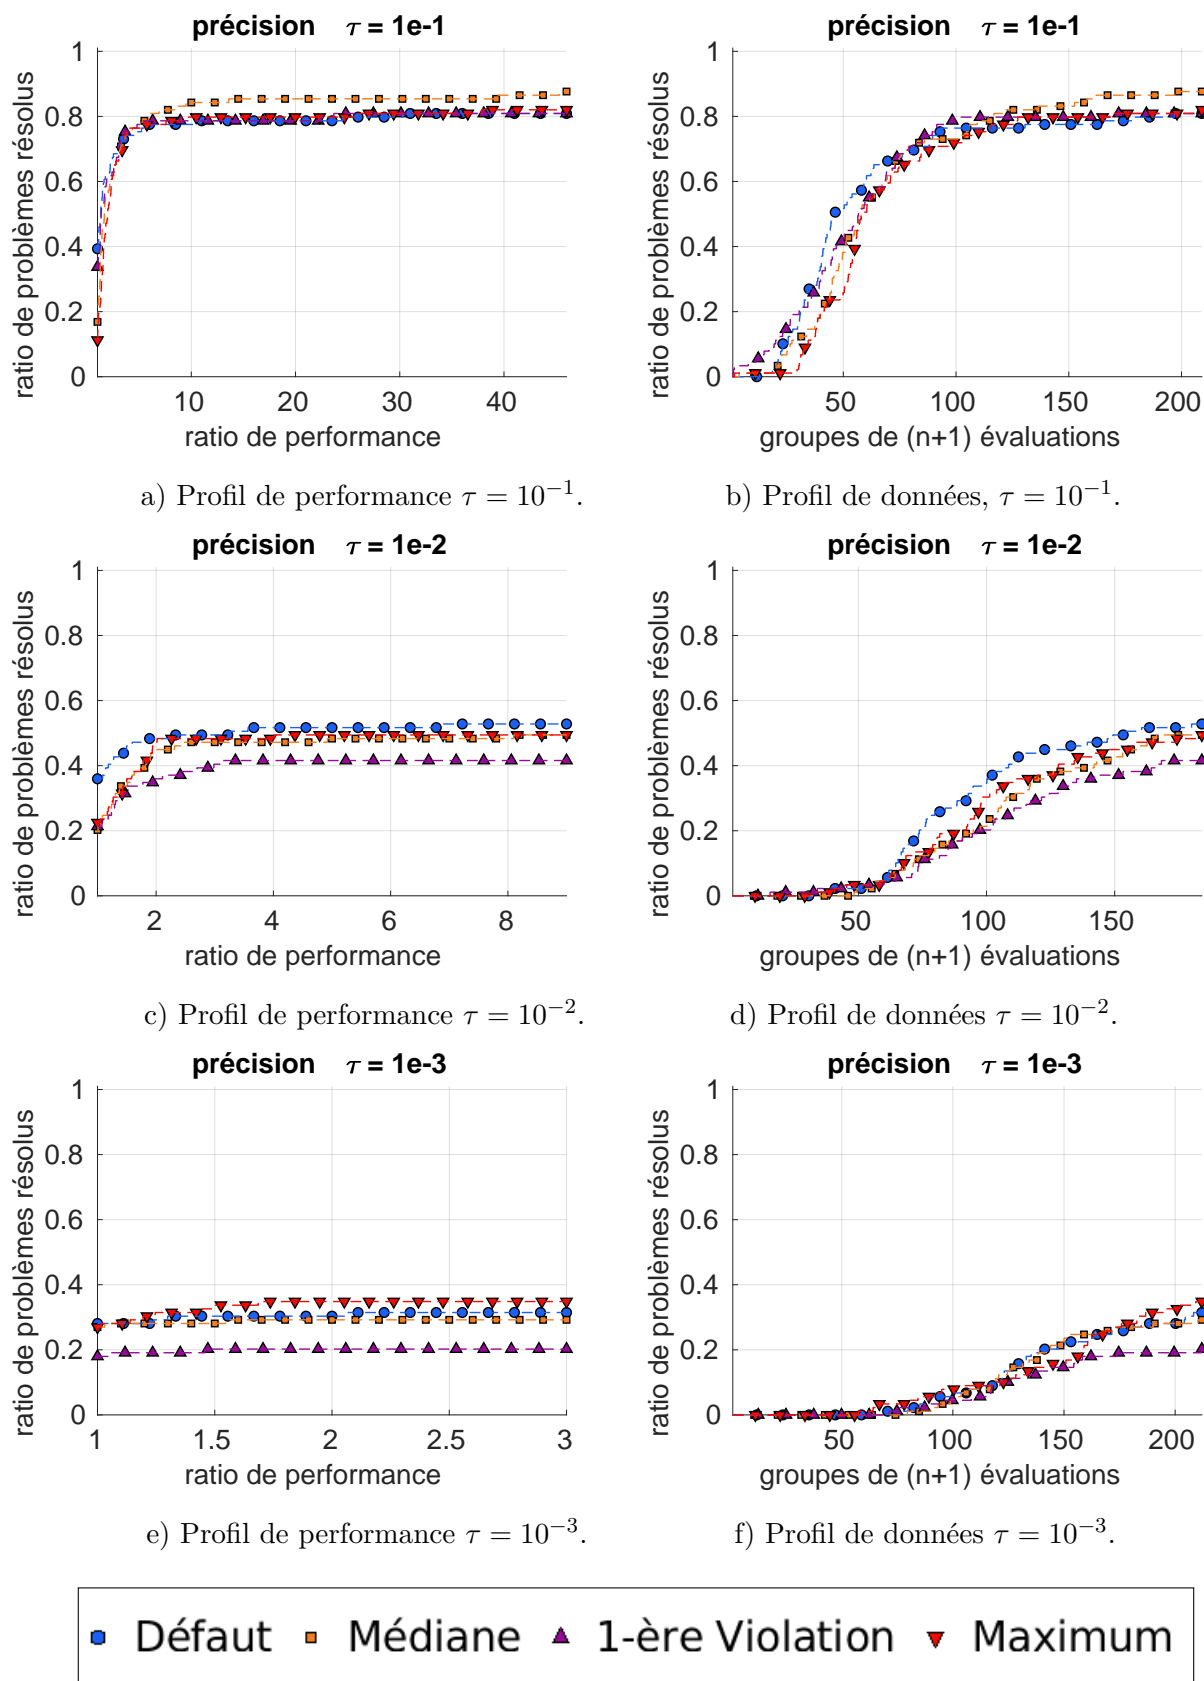 précision τ = 1e-1
ratio de problèmes résolus
1
0.8
0.6
0.4
0.2
0
10 20 30 40
ratio de performance
a) Profil de performance τ = 10⁻¹.
précision τ = 1e-1
ratio de problèmes résolus
1
0.8
0.6
0.4
0.2
0
50 100 150 200
groupes de (n+1) évaluations
b) Profil de données, τ = 10⁻¹.
précision τ = 1e-2
ratio de problèmes résolus
1
0.8
0.6
0.4
0.2
0
2 4 6 8
ratio de performance
c) Profil de performance τ = 10⁻².
précision τ = 1e-2
ratio de problèmes résolus
1
0.8
0.6
0.4
0.2
0
50 100 150
groupes de (n+1) évaluations
d) Profil de données τ = 10⁻².
précision τ = 1e-3
ratio de problèmes résolus
1
0.8
0.6
0.4
0.2
0
1 1.5 2 2.5 3
ratio de performance
e) Profil de performance τ = 10⁻³.
précision τ = 1e-3
ratio de problèmes résolus
1
0.8
0.6
0.4
0.2
0
50 100 150 200
groupes de (n+1) évaluations
f) Profil de données τ = 10⁻³.
Défaut Médiane 1-ère Violation Maximum